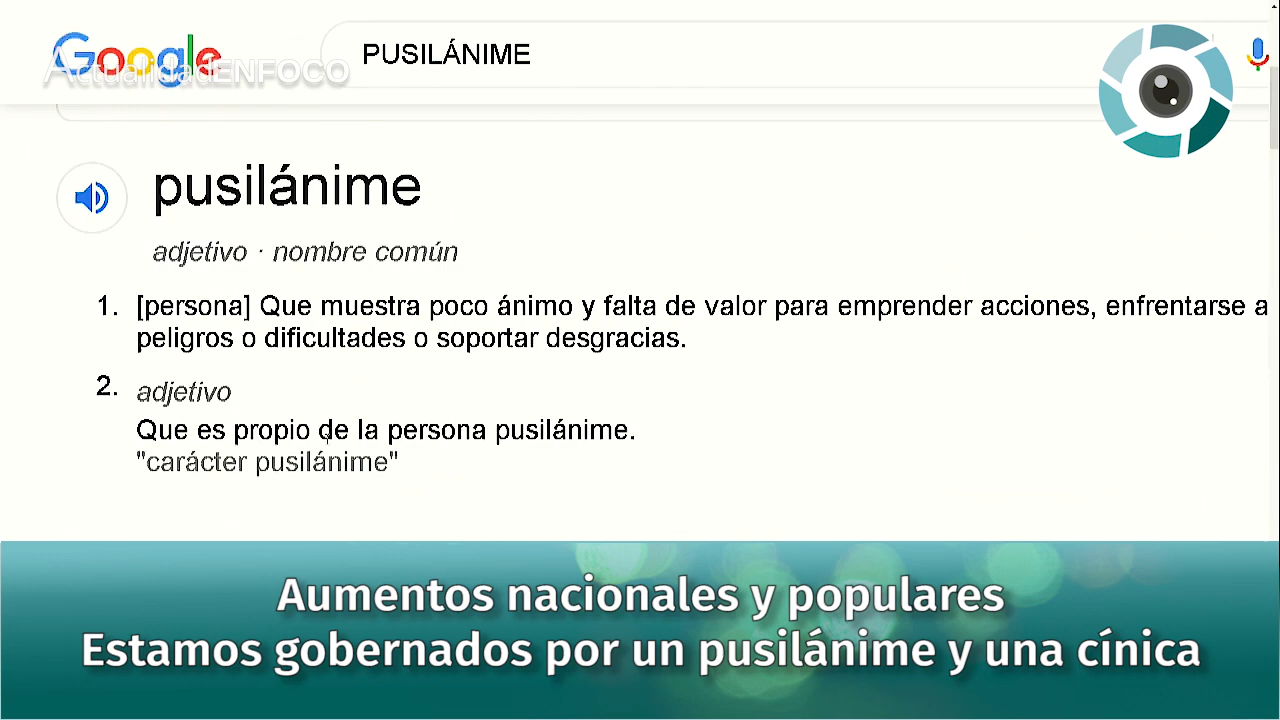 Google
ActualidadENFOCO
PUSILÁNIME
pusilánime
adjetivo · nombre común
1. [persona] Que muestra poco ánimo y falta de valor para emprender acciones, enfrentarse a
peligros o dificultades o soportar desgracias.
2. adjetivo
Que es propio de la persona pusilánime.
"carácter pusilánime"
Aumentos nacionales y populares
Estamos gobernados por un pusilánime y una cínica